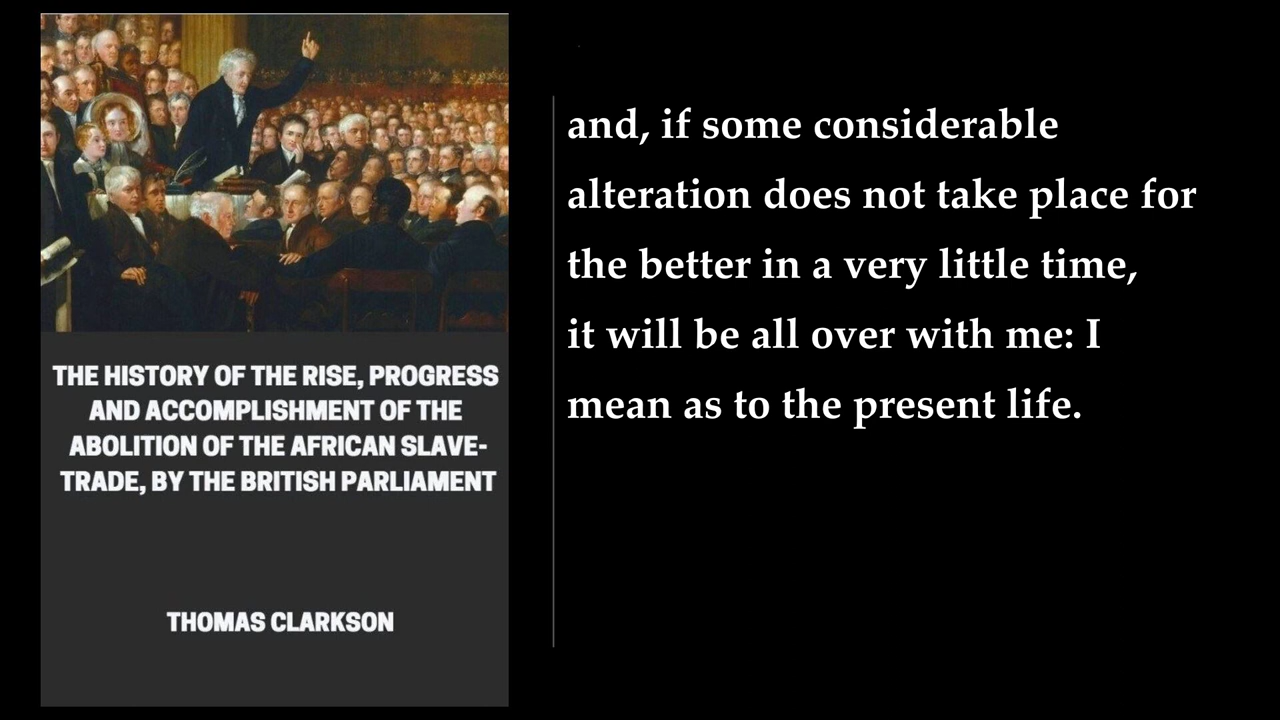 THE HISTORY OF THE RISE, PROGRESS
AND ACCOMPLISHMENT OF THE
ABOLITION OF THE AFRICAN SLAVE-
TRADE, BY THE BRITISH PARLIAMENT
THOMAS CLARKSON
and, if some considerable
alteration does not take place for
the better in a very little time,
it will be all over with me: I
mean as to the present life.